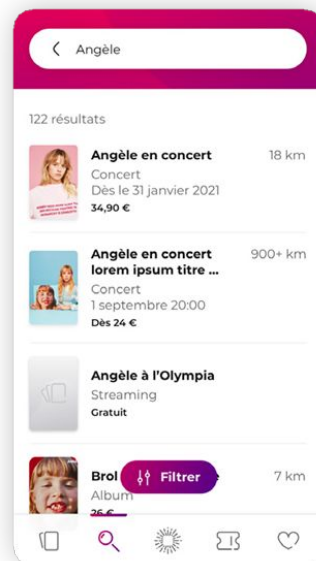 Angèle
122 résultats
Angèle en concert 18 km
Concert
Dès le 31 janvier 2021
34,90 €
Angèle en concert 900+ km
lorem ipsum titre ...
Concert
1 septembre 20:00
Dès 24 €
Angèle à l’Olympia
Streaming
Gratuit
Brol 7 km
Filtrer
Album
26 €